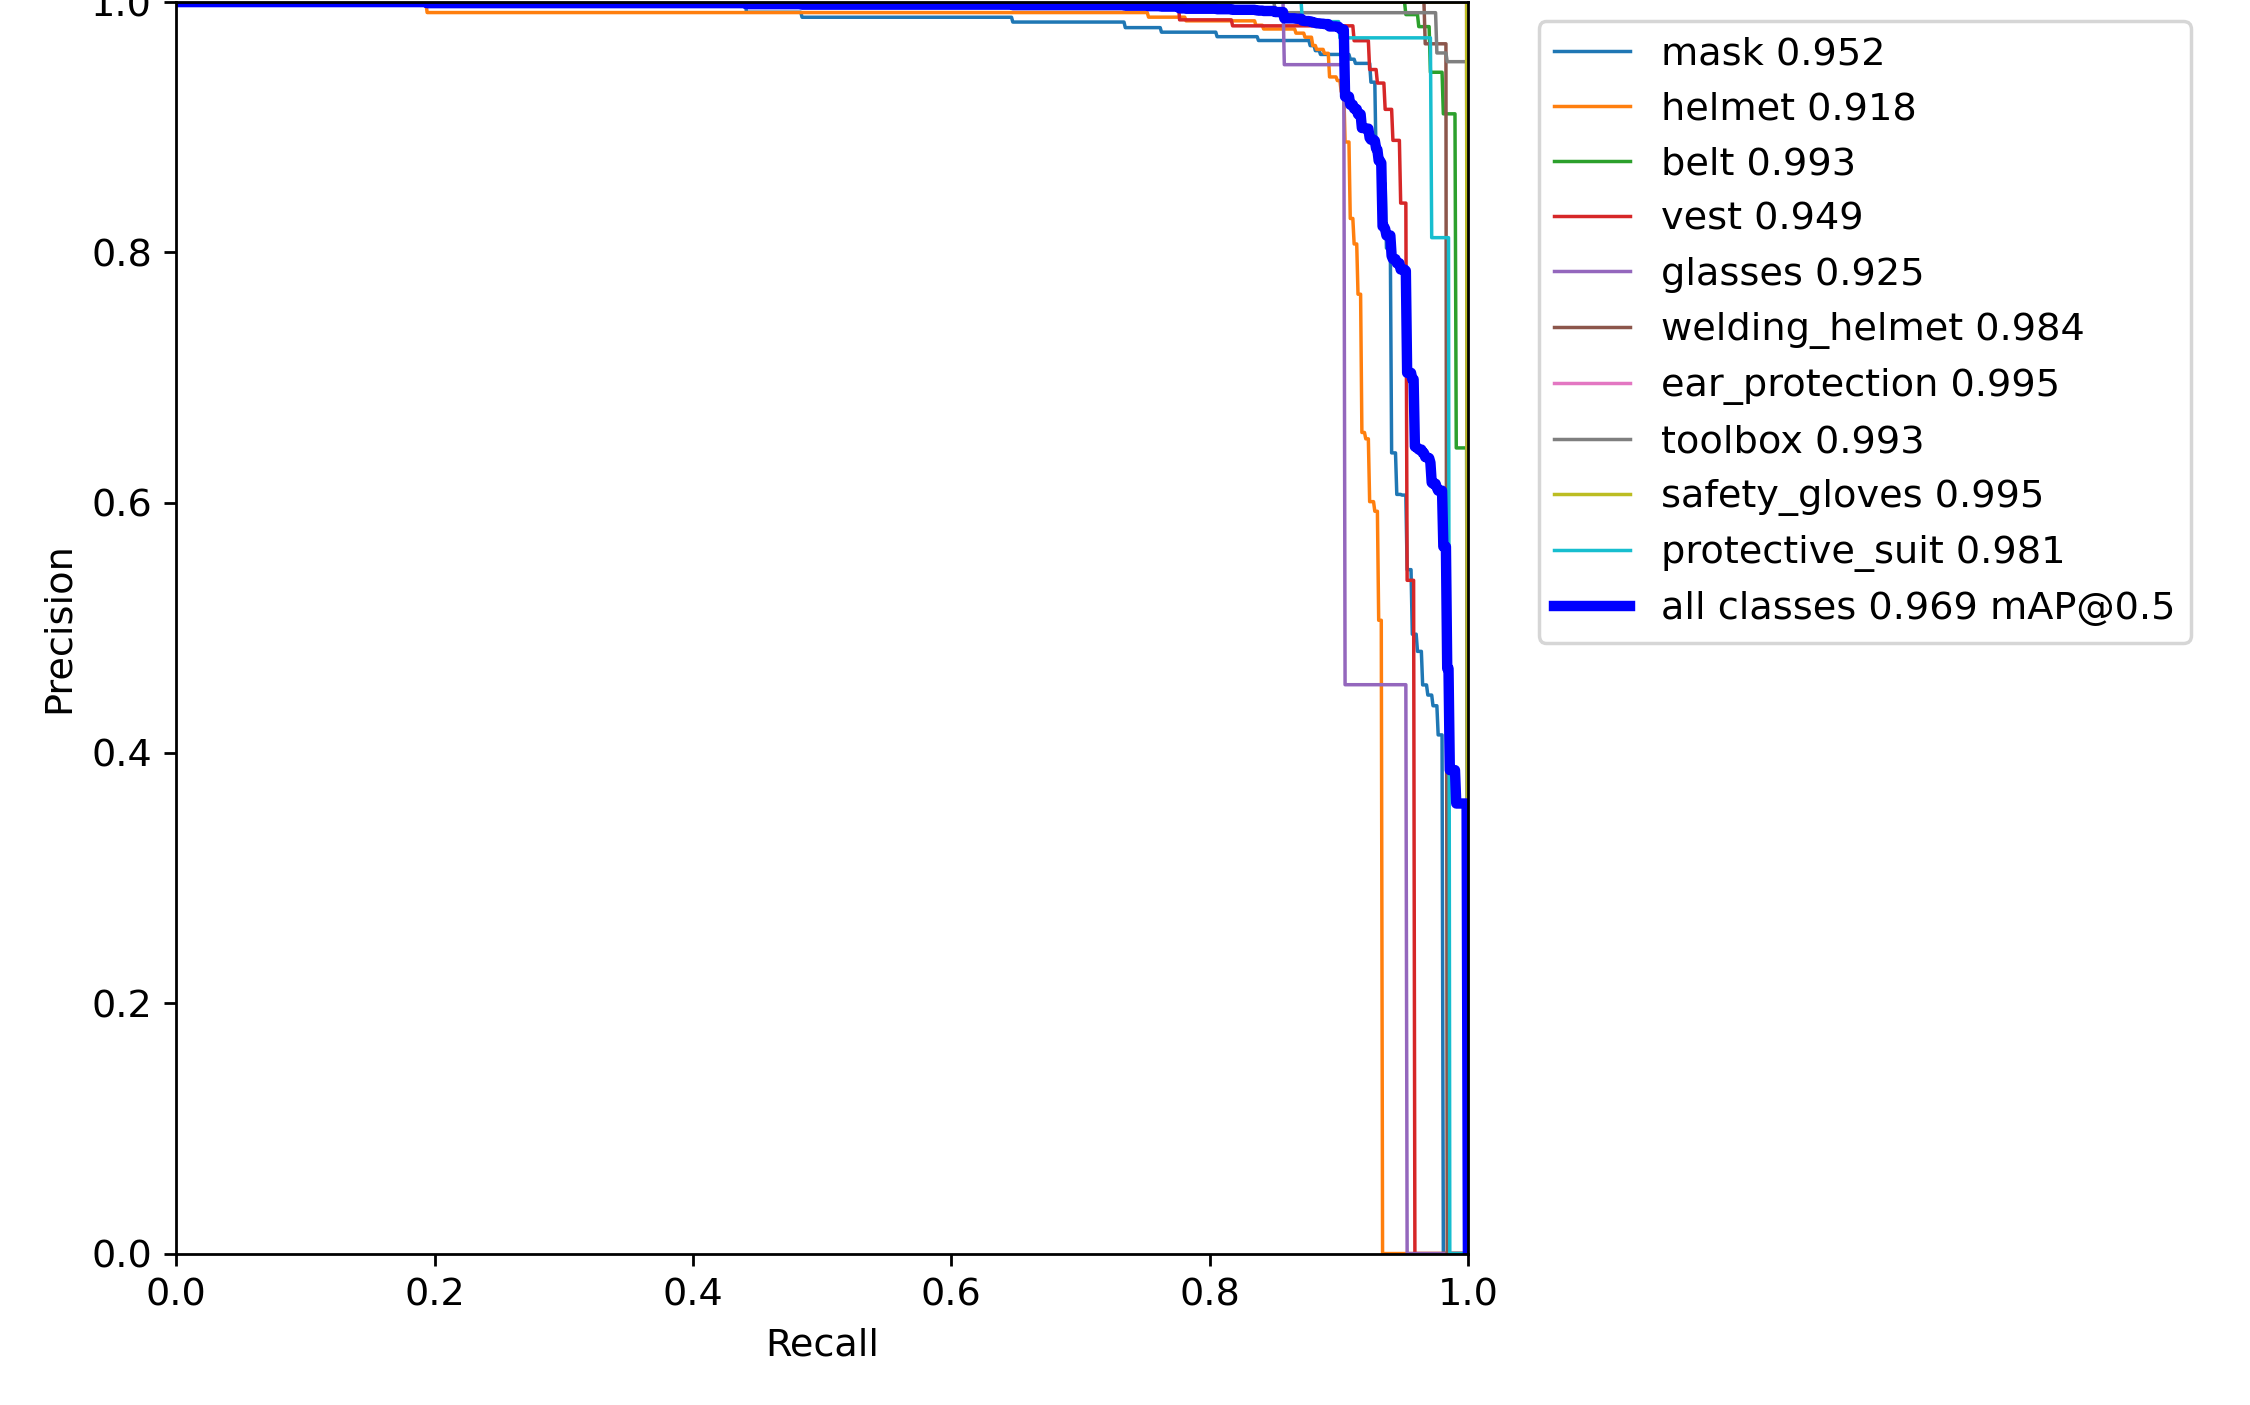 1.0
0.8
0.6
0.4
0.2
0.0
Precision
0.0 0.2 0.4 0.6 0.8 1.0
Recall
mask 0.952
helmet 0.918
belt 0.993
vest 0.949
glasses 0.925
welding_helmet 0.984
ear_protection 0.995
toolbox 0.993
safety_gloves 0.995
protective_suit 0.981
all classes 0.969 mAP@0.5